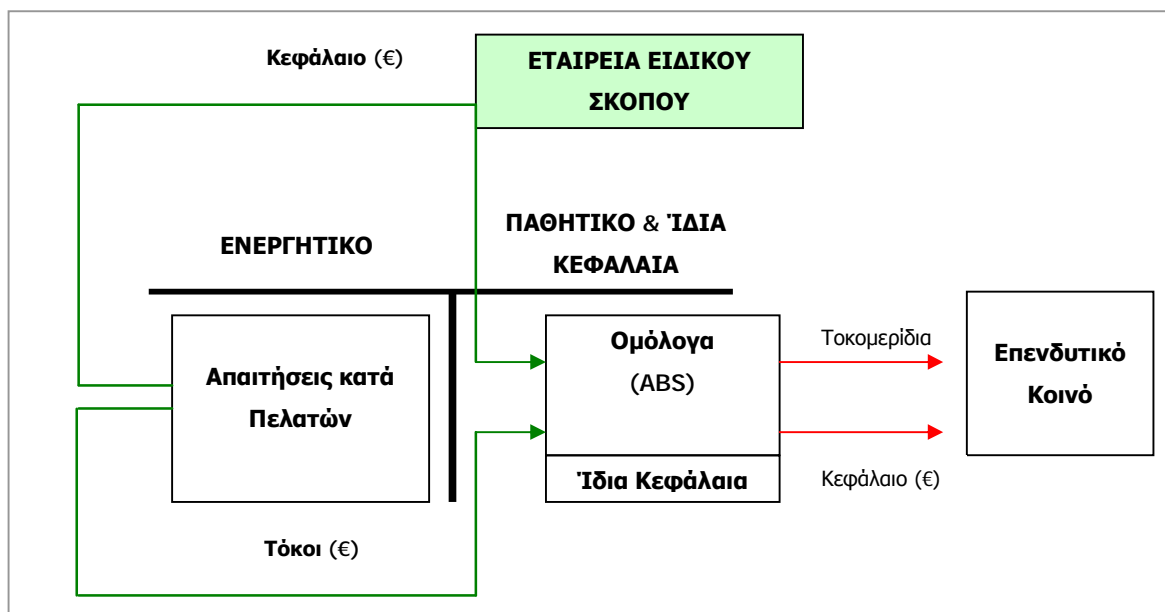 Κεφάλαιο (€)
ΕΤΑΙΡΕΙΑ ΕΙΔΙΚΟΥ
ΣΚΟΠΟΥ
ΕΝΕΡΓΗΤΙΚΟ
ΠΑΘΗΤΙΚΟ & ΊΔΙΑ
ΚΕΦΑΛΑΙΑ
Απαιτήσεις κατά
Πελατών
Ομόλογα
(ABS)
Ίδια Κεφάλαια
Τοκομερίδια
Κεφάλαιο (€)
Επενδυτικό
Κοινό
Τόκοι (€)